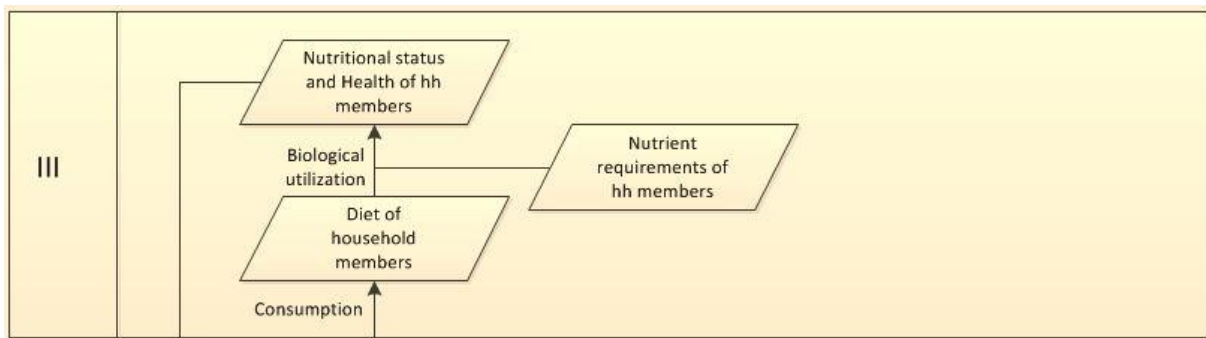 III
Nutritional status
and Health of hh
members
Biological
utilization
Nutrient
requirements of
hh members
Diet of
household
members
Consumption